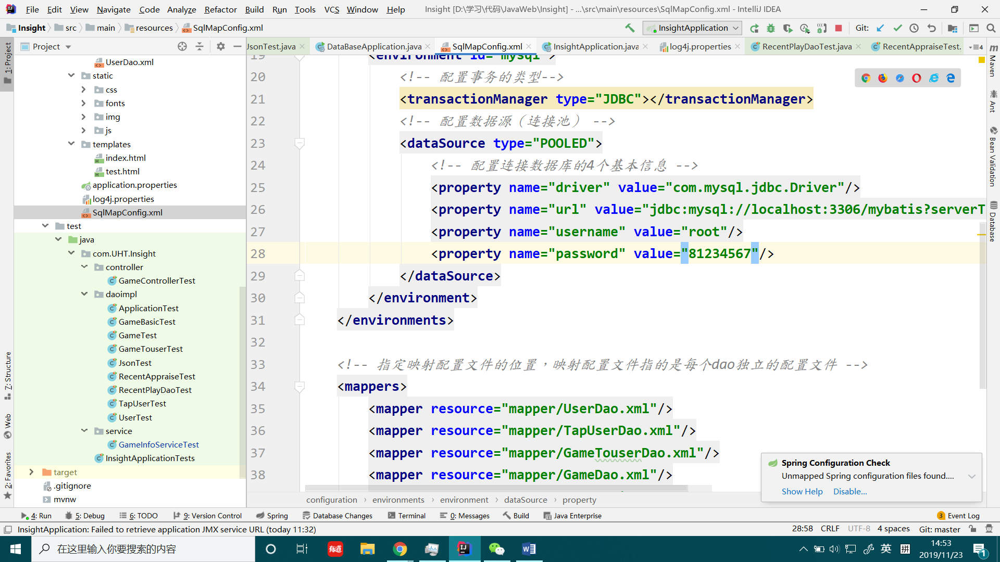 File Edit View Navigate Code Analyze Refactor Build Run Tools VCS Window Help Insight [D:\学习\代码\JavaWeb\Insight] - ...\src\main\resources\SqlMapConfig.xml - IntelliJ IDEA
Insight src main resources SqlMapConfig.xml InsightApplication Git:
1: Project
Project
JsonTest.java DataBaseApplication.java SqlMapConfig.xml InsightApplication.java log4j.properties RecentPlayDaoTest.java RecentAppraiseTest. 4
UserDao.xml
static
css
fonts
img
js
templates
index.html
test.html
application.properties
log4j.properties
SqlMapConfig.xml
test
java
com.UHT.Insight
controller
GameControllerTest
daoimpl
ApplicationTest
GameBasicTest
GameTest
GameTouserTest
JsonTest
RecentAppraiseTest
RecentPlayDaoTest
TapUserTest
UserTest
service
GameInfoServiceTest
InsightApplicationTests
target
.gitignore
mvnw
7: Structure
Web
2: Favorites
19 <environment id="mysql">
20 <!-- 配置事务的类型-->
21 <transactionManager type="JDBC"></transactionManager>
22 <!-- 配置数据源（连接池） -->
23 <dataSource type="POOLED">
24 <!-- 配置连接数据库的4个基本信息 -->
25 <property name="driver" value="com.mysql.jdbc.Driver"/>
26 <property name="url" value="jdbc:mysql://localhost:3306/mybatis?serverT
27 <property name="username" value="root"/>
28 <property name="password" value="81234567"/>
29 </dataSource>
30 </environment>
31 </environments>
32
33 <!-- 指定映射配置文件的位置，映射配置文件指的是每个dao独立的配置文件 -->
34 <mappers>
35 <mapper resource="mapper/UserDao.xml"/>
36 <mapper resource="mapper/TapUserDao.xml"/>
37 <mapper resource="mapper/GameTouserDao.xml"/>
38 <mapper resource="mapper/GameDao.xml"/>
Maven
Ant
Bean Validation
Database
Spring Configuration Check
Unmapped Spring configuration files found....
Show Help Disable...
configuration environments environment dataSource property
4: Run 5: Debug 6: TODO 9: Version Control Spring Database Changes Terminal 0: Messages Build Java Enterprise 3 Event Log
InsightApplication: Failed to retrieve application JMX service URL (today 11:32) 28:58 CRLF UTF-8 4 spaces Git: master
在这里输入你要搜索的内容 有道 英 拼 14:53
2019/11/23 1